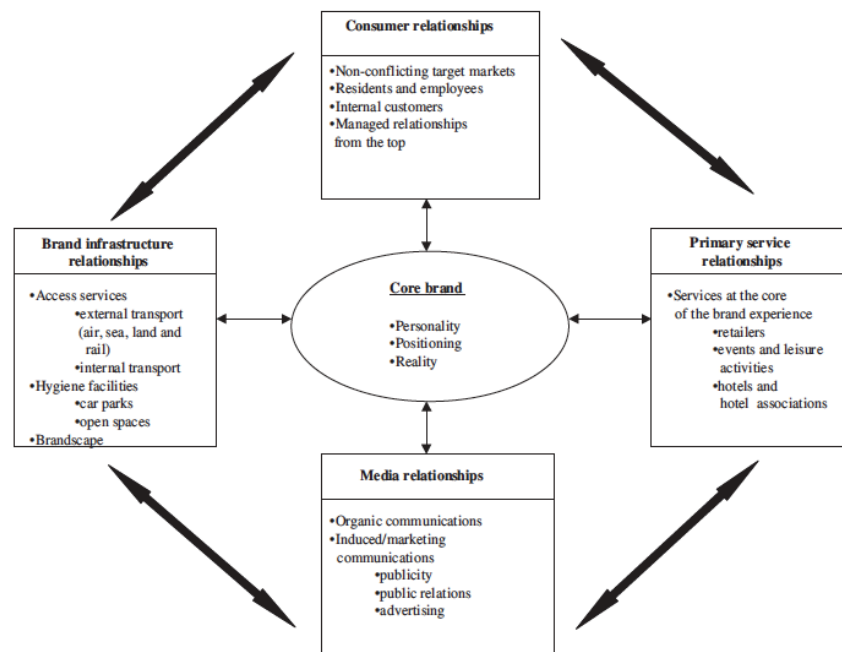 Consumer relationships
•Non-conflicting target markets
•Residents and employees
•Internal customers
•Managed relationships
from the top
Brand infrastructure
relationships
•Access services
•external transport
(air, sea, land and
rail)
•internal transport
•Hygiene facilities
•car parks
•open spaces
•Brandscape
Core brand
•Personality
•Positioning
•Reality
Primary service
relationships
•Services at the core
of the brand experience
•retailers
•events and leisure
activities
•hotels and
hotel associations
Media relationships
•Organic communications
•Induced/marketing
communications
•publicity
•public relations
•advertising